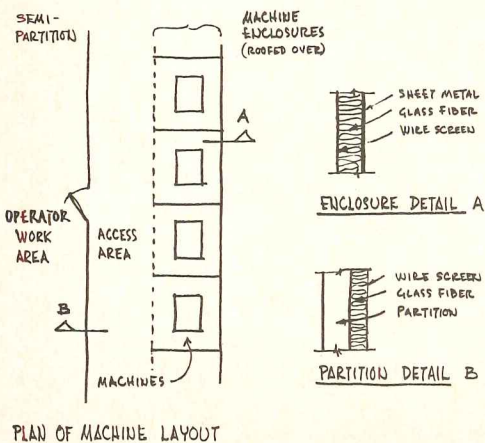 SEMI-
PARTITION
MACHINE
ENCLOSURES
(ROOFED OVER)
A
OPERATOR
WORK
AREA
ACCESS
AREA
B
MACHINES
PLAN OF MACHINE LAYOUT
SHEET METAL
GLASS FIBER
WIRE SCREEN
ENCLOSURE DETAIL A
WIRE SCREEN
GLASS FIBER
PARTITION
PARTITION DETAIL B